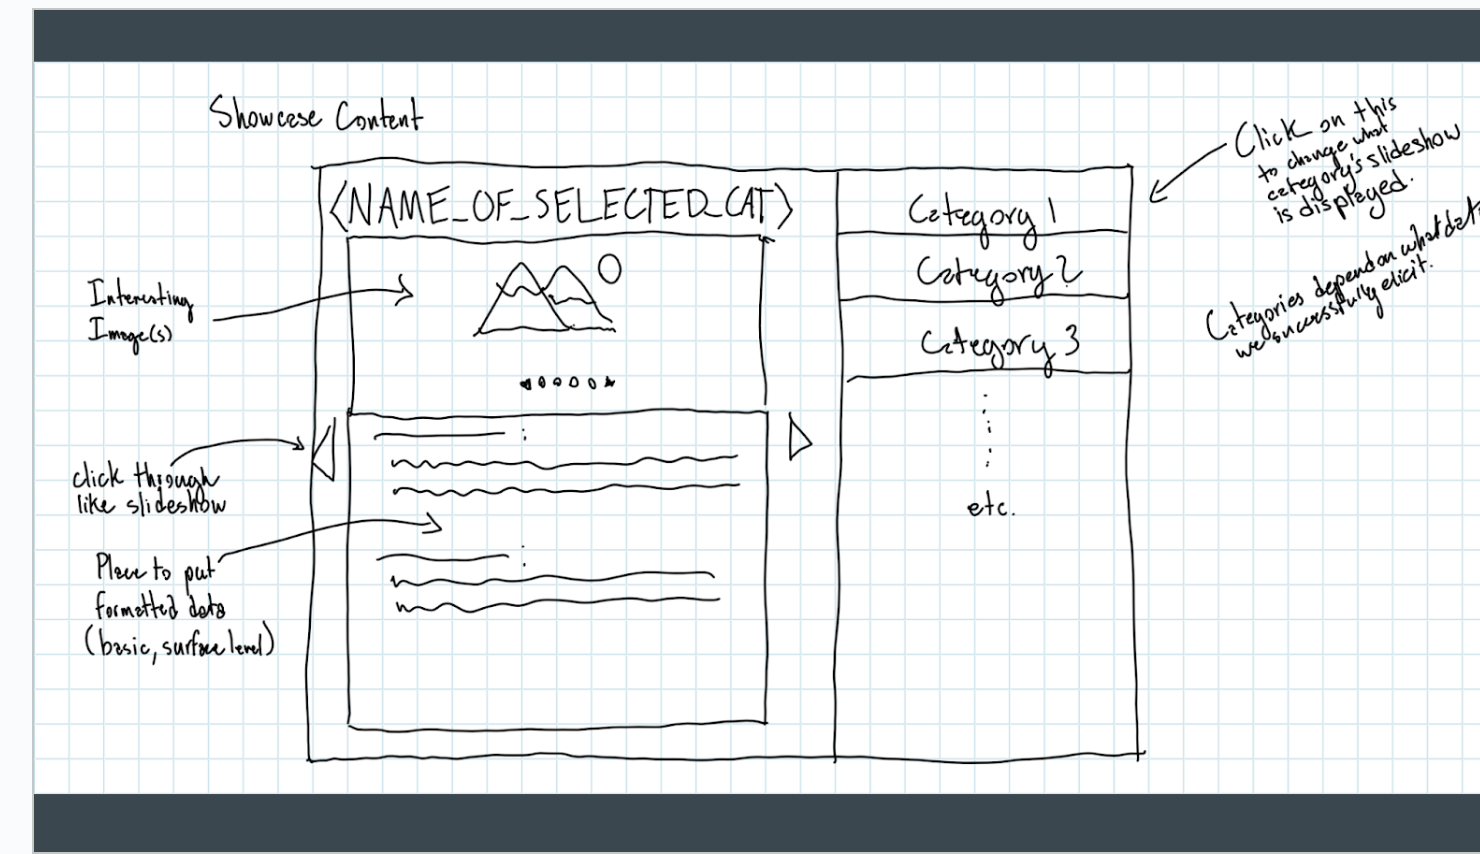 Showcase Content
<NAME_OF_SELECTED_CAT>
Category 1
Category 2
Category 3
etc.
Interesting
Image(s)
click through
like slideshow
Place to put
formatted data
(basic, surface level)
Click on this
to change what
category's slideshow
is displayed.
Categories depend on what data
we successfully elicit.